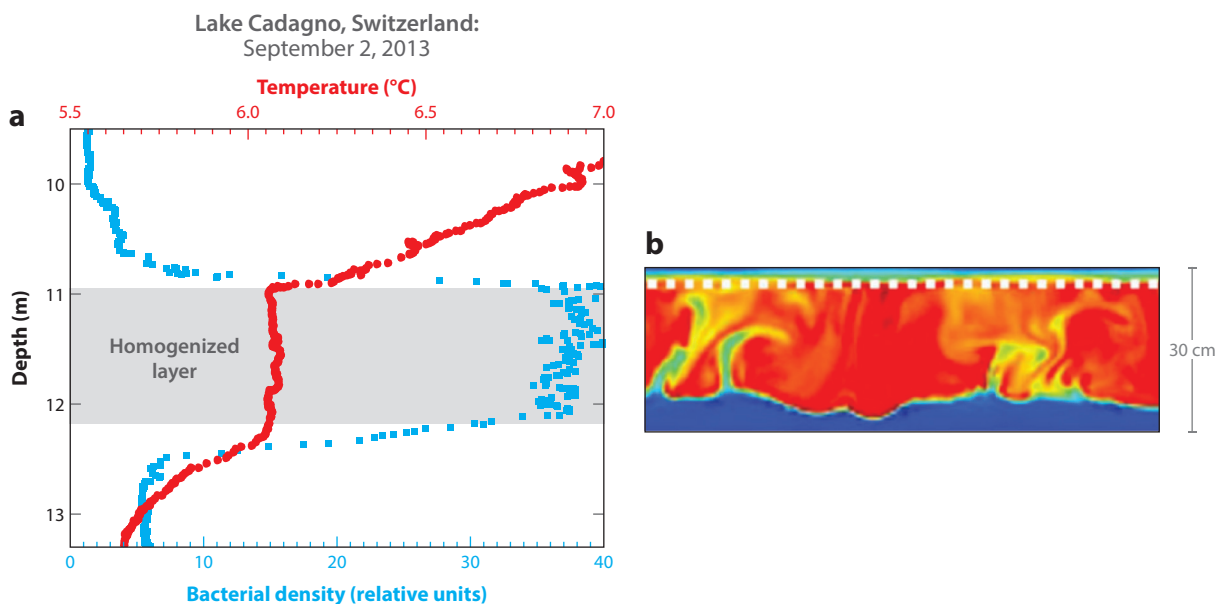 Lake Cadagno, Switzerland:
September 2, 2013
Temperature (°C)
a
5.5 6.0 6.5 7.0
10
11
12
13
Depth (m)
Homogenized
layer
0 10 20 30 40
Bacterial density (relative units)
b
30 cm